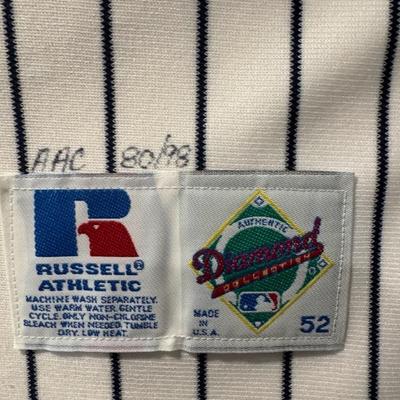 AAC 80/98
RUSSELL®
ATHLETIC
MACHINE WASH SEPARATELY.
USE WARM WATER, GENTLE
CYCLE. ONLY NON-CHLORINE
BLEACH WHEN NEEDED. TUMBLE
DRY. LOW HEAT.
AUTHENTIC
Diamond
COLLECTION
MADE
IN
U.S.A.
52